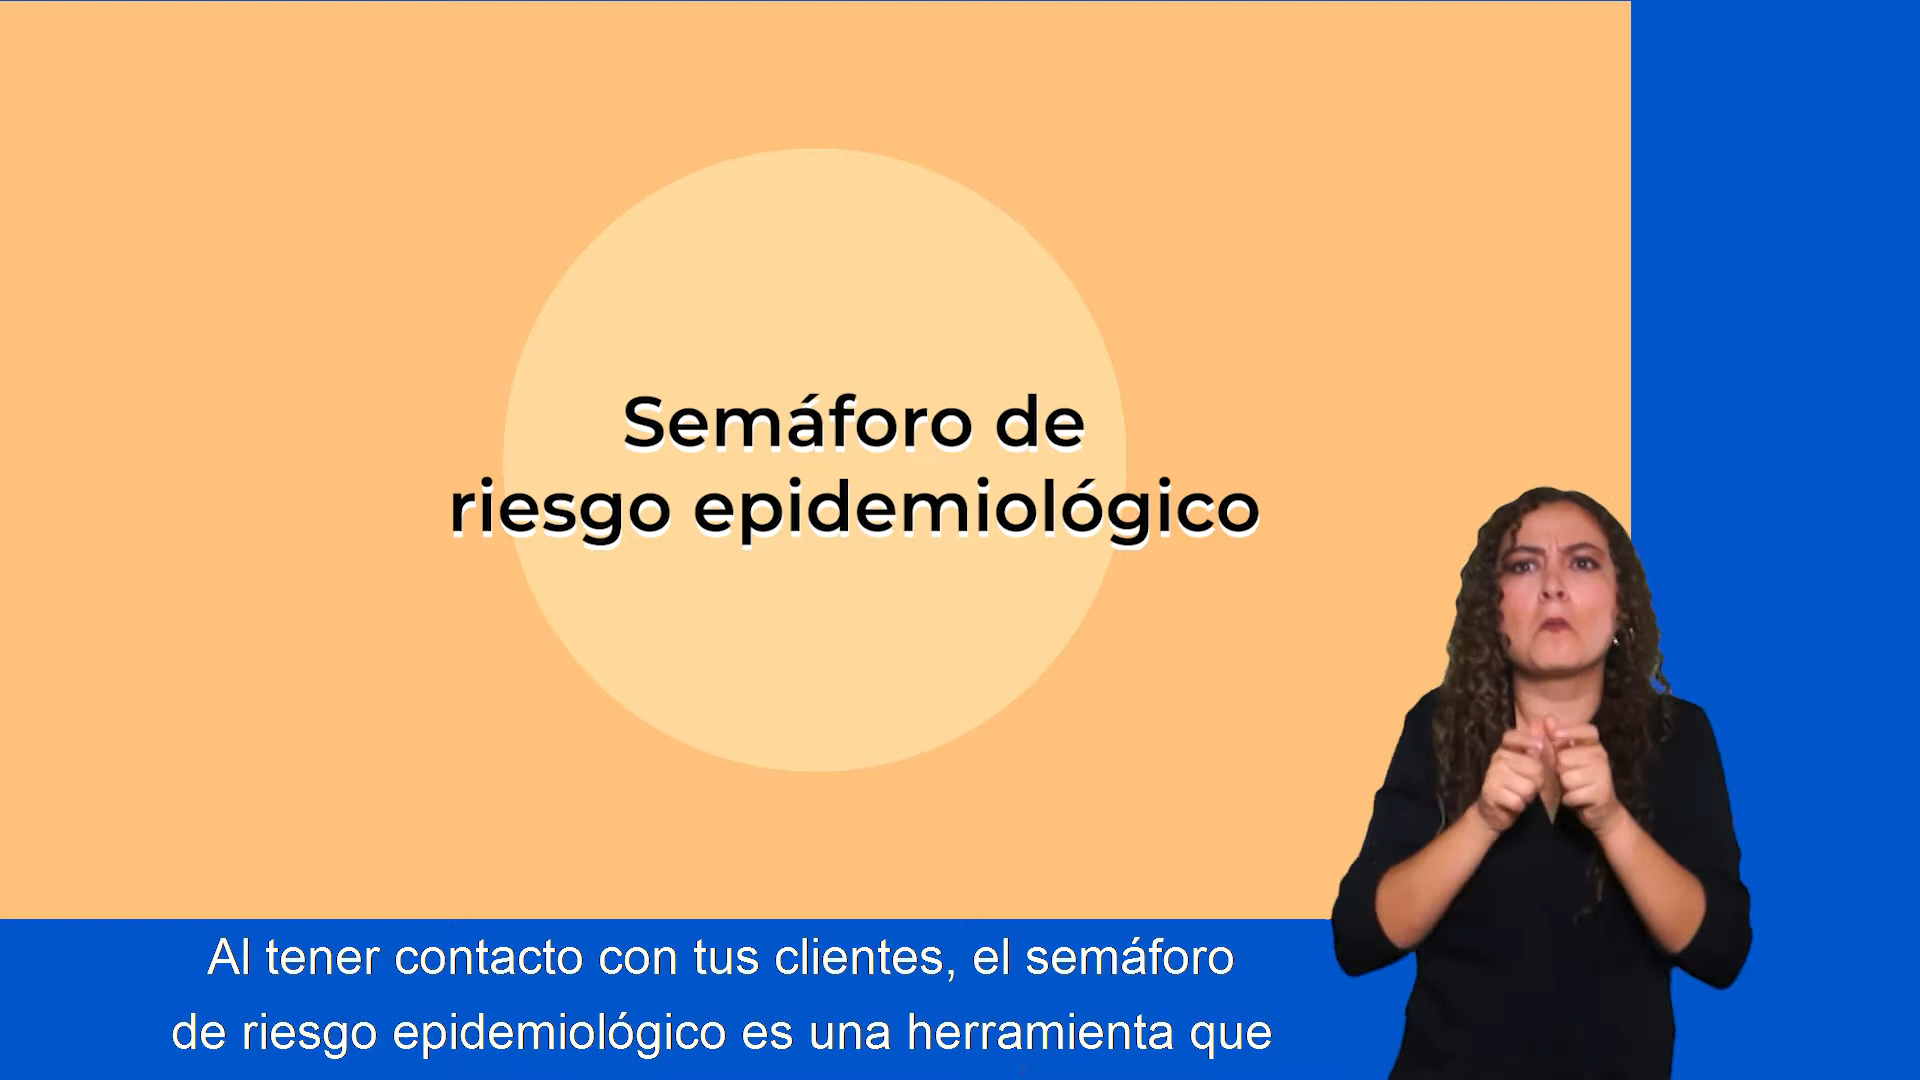 Semáforo de
riesgo epidemiológico
Al tener contacto con tus clientes, el semáforo
de riesgo epidemiológico es una herramienta que